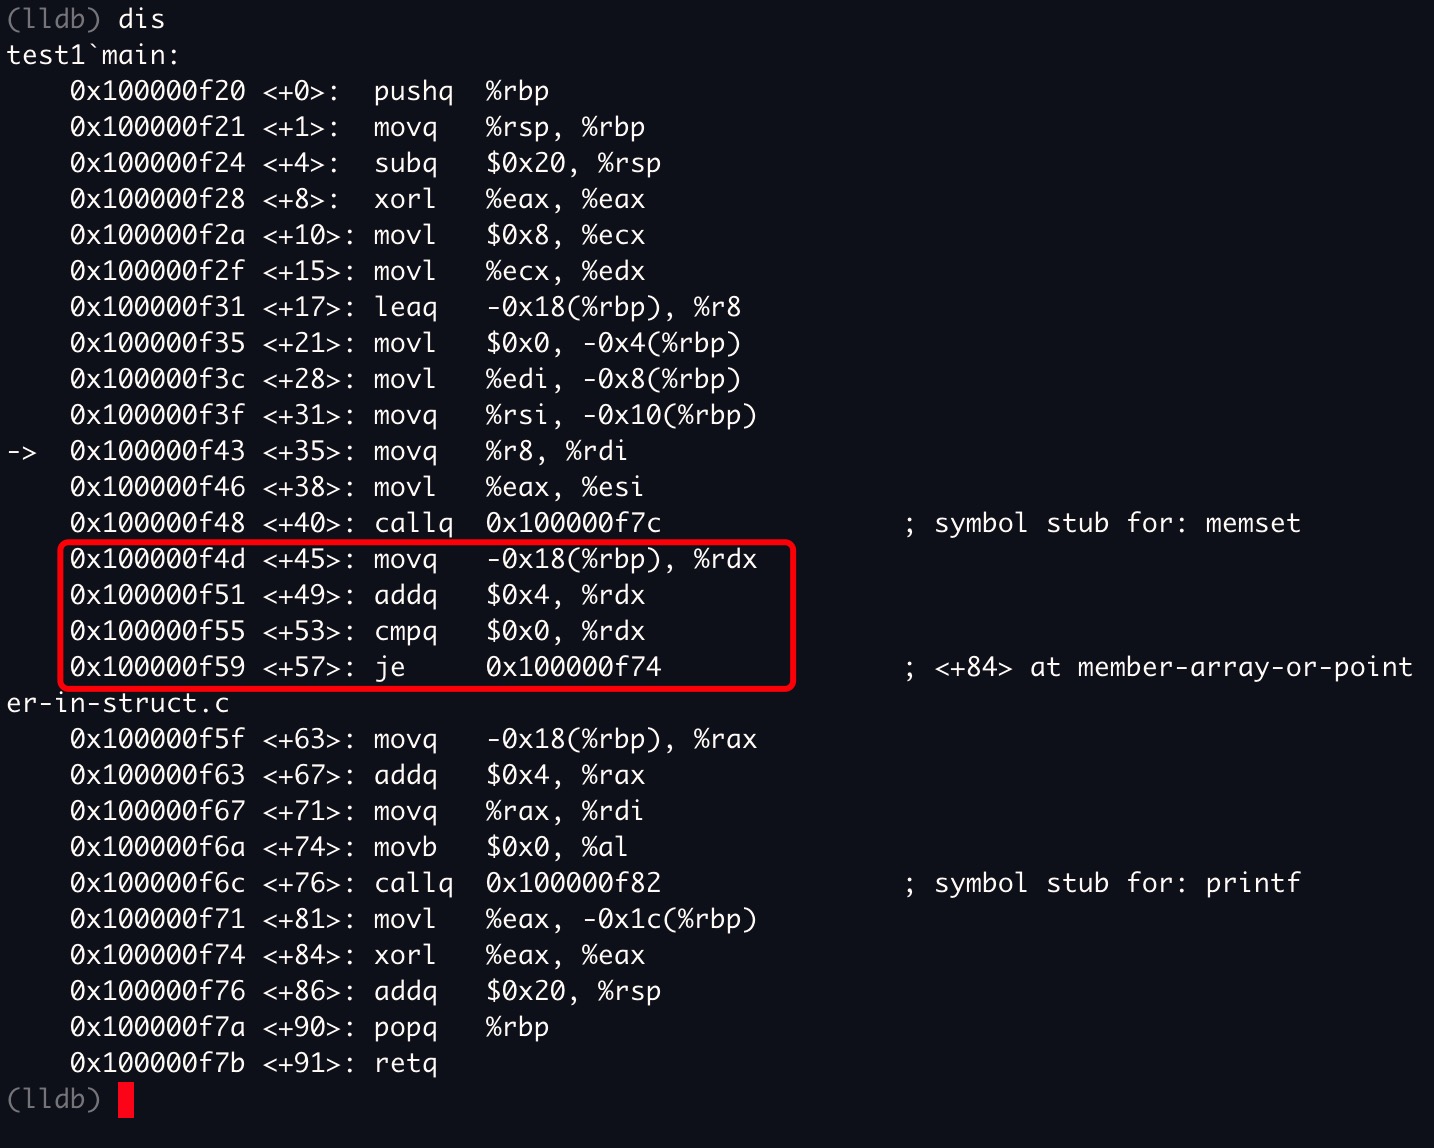 (lldb) dis
test1`main:
    0x100000f20 <+0>:  pushq  %rbp
    0x100000f21 <+1>:  movq   %rsp, %rbp
    0x100000f24 <+4>:  subq   $0x20, %rsp
    0x100000f28 <+8>:  xorl   %eax, %eax
    0x100000f2a <+10>: movl   $0x8, %ecx
    0x100000f2f <+15>: movl   %ecx, %edx
    0x100000f31 <+17>: leaq   -0x18(%rbp), %r8
    0x100000f35 <+21>: movl   $0x0, -0x4(%rbp)
    0x100000f3c <+28>: movl   %edi, -0x8(%rbp)
    0x100000f3f <+31>: movq   %rsi, -0x10(%rbp)
->  0x100000f43 <+35>: movq   %r8, %rdi
    0x100000f46 <+38>: movl   %eax, %esi
    0x100000f48 <+40>: callq  0x100000f7c               ; symbol stub for: memset
    0x100000f4d <+45>: movq   -0x18(%rbp), %rdx
    0x100000f51 <+49>: addq   $0x4, %rdx
    0x100000f55 <+53>: cmpq   $0x0, %rdx
    0x100000f59 <+57>: je     0x100000f74               ; <+84> at member-array-or-point
er-in-struct.c
    0x100000f5f <+63>: movq   -0x18(%rbp), %rax
    0x100000f63 <+67>: addq   $0x4, %rax
    0x100000f67 <+71>: movq   %rax, %rdi
    0x100000f6a <+74>: movb   $0x0, %al
    0x100000f6c <+76>: callq  0x100000f82               ; symbol stub for: printf
    0x100000f71 <+81>: movl   %eax, -0x1c(%rbp)
    0x100000f74 <+84>: xorl   %eax, %eax
    0x100000f76 <+86>: addq   $0x20, %rsp
    0x100000f7a <+90>: popq   %rbp
    0x100000f7b <+91>: retq
(lldb)